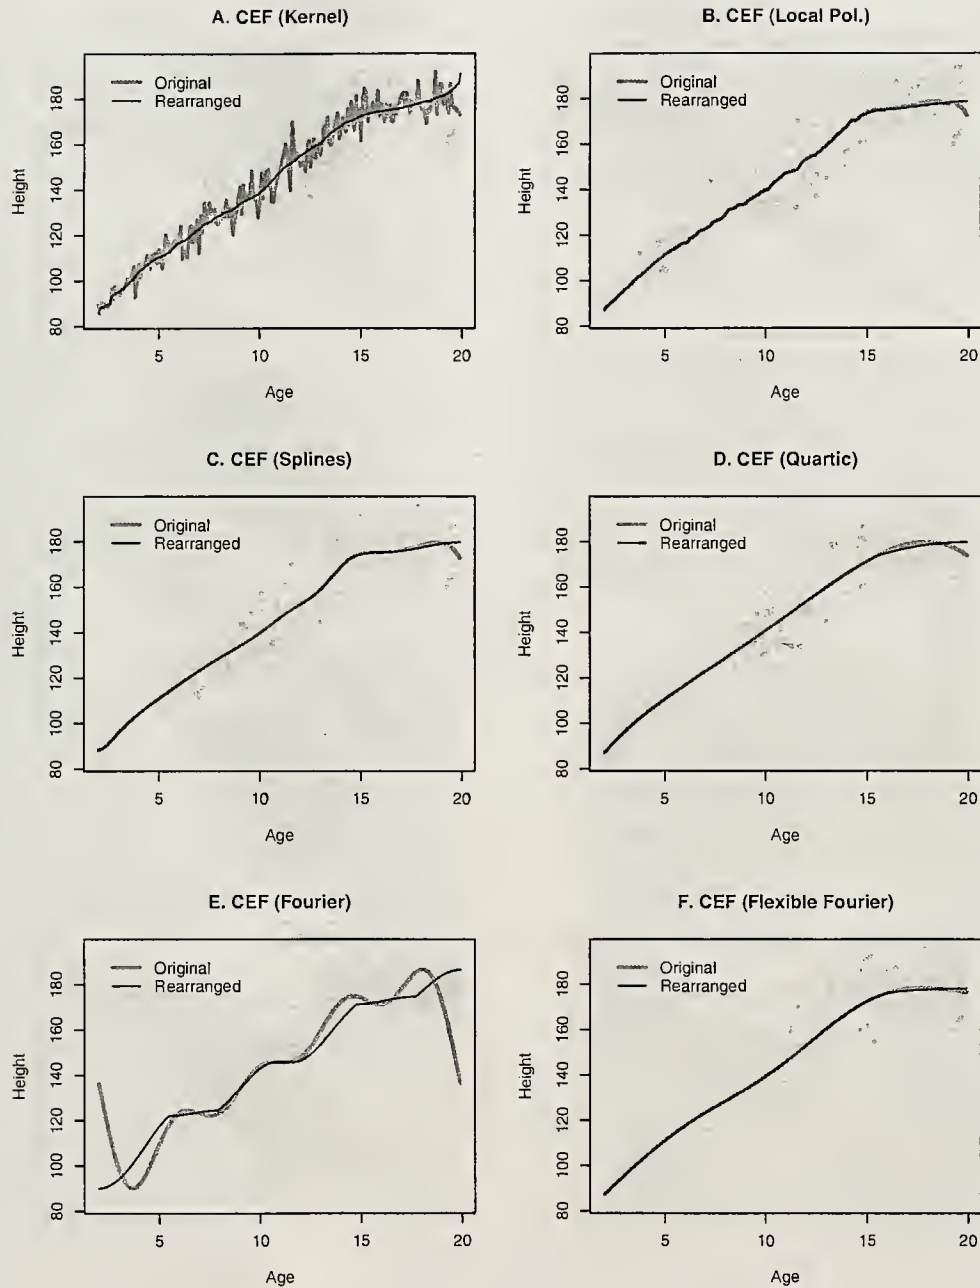 A. CEF (Kernel)
Original
Rearranged
Height
80 100 120 140 160 180
5 10 15 20
Age
B. CEF (Local Pol.)
Original
Rearranged
Height
80 100 120 140 160 180
5 10 15 20
Age
C. CEF (Splines)
Original
Rearranged
Height
80 100 120 140 160 180
5 10 15 20
Age
D. CEF (Quartic)
Original
Rearranged
Height
80 100 120 140 160 180
5 10 15 20
Age
E. CEF (Fourier)
Original
Rearranged
Height
80 100 120 140 160 180
5 10 15 20
Age
F. CEF (Flexible Fourier)
Original
Rearranged
Height
80 100 120 140 160 180
5 10 15 20
Age